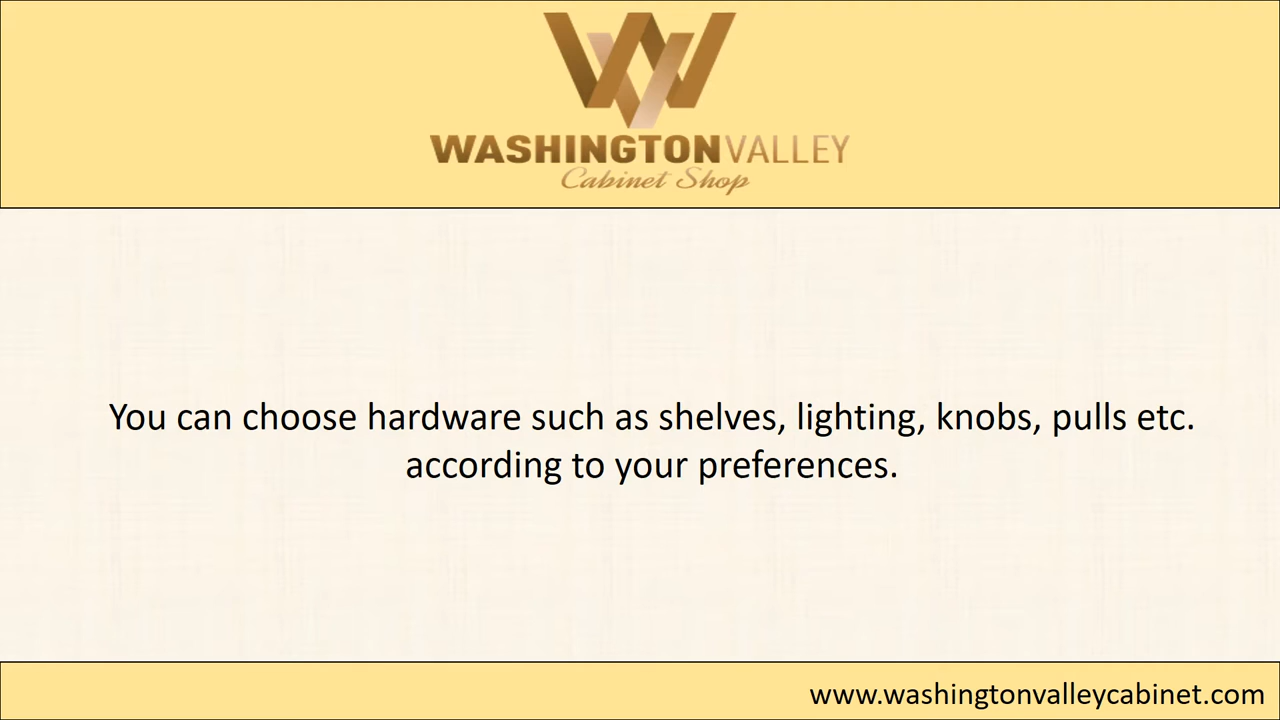 WASHINGTONVALLEY
Cabinet Shop
You can choose hardware such as shelves, lighting, knobs, pulls etc.
according to your preferences.
www.washingtonvalleycabinet.com